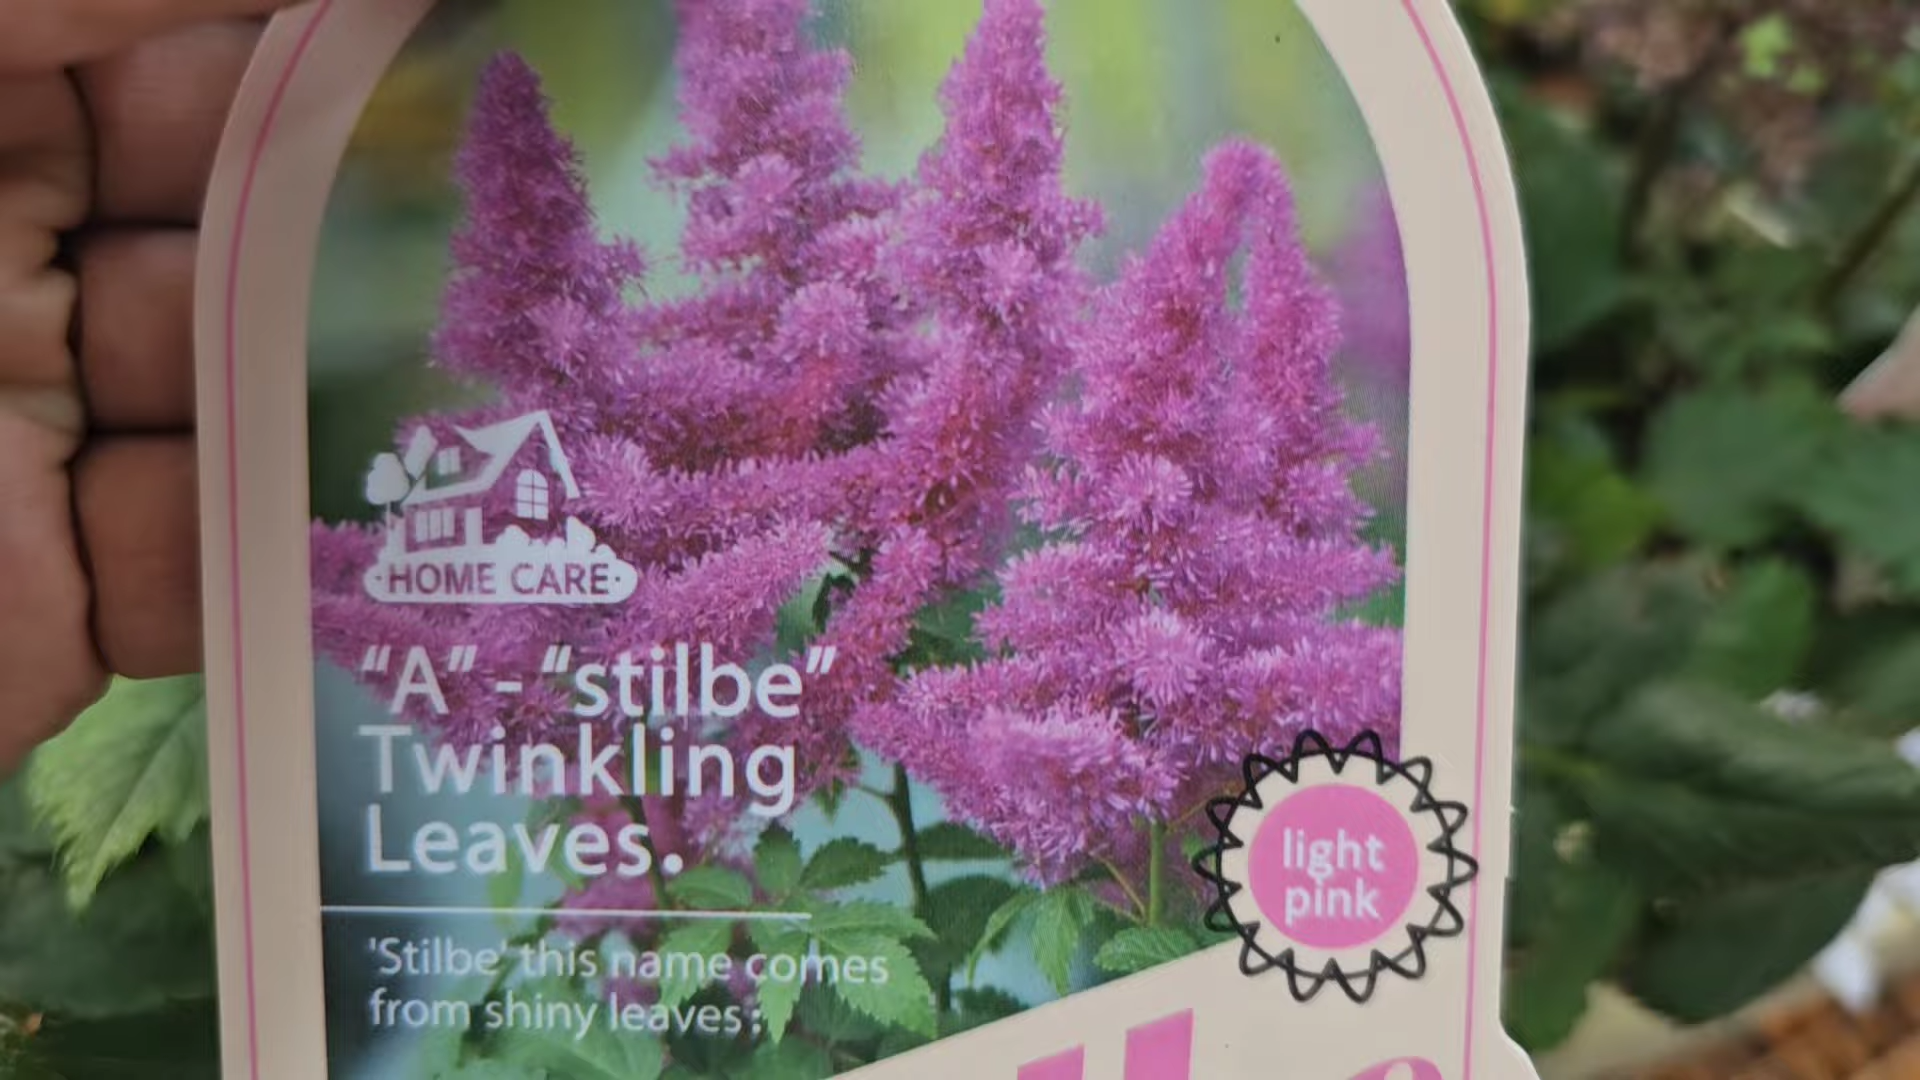 HOME CARE
“A” - “stilbe”
Twinkling
Leaves.
light
pink
'Stilbe' this name comes
from shiny leaves